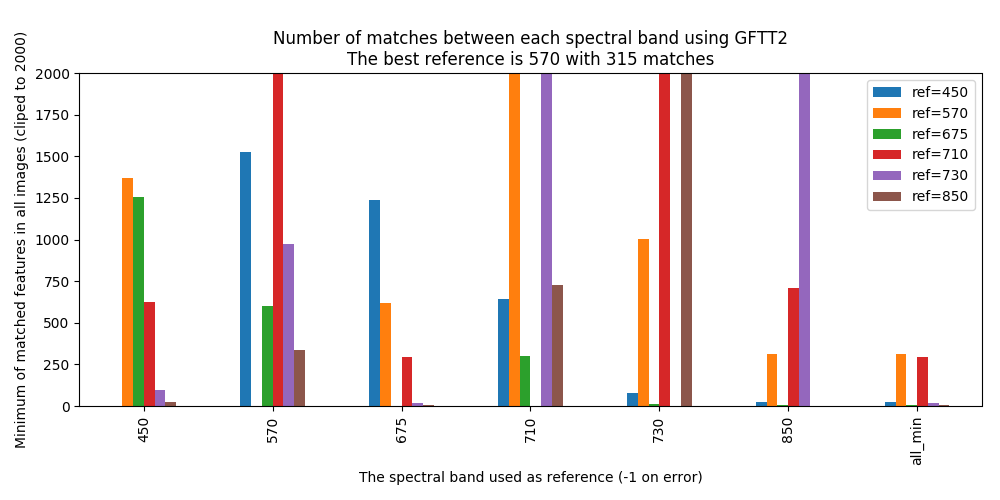 Number of matches between each spectral band using GFTT2
The best reference is 570 with 315 matches
Minimum of matched features in all images (cliped to 2000)
2000
1750
1500
1250
1000
750
500
250
0
ref=450
ref=570
ref=675
ref=710
ref=730
ref=850
450
570
675
710
730
850
all_min
The spectral band used as reference (-1 on error)